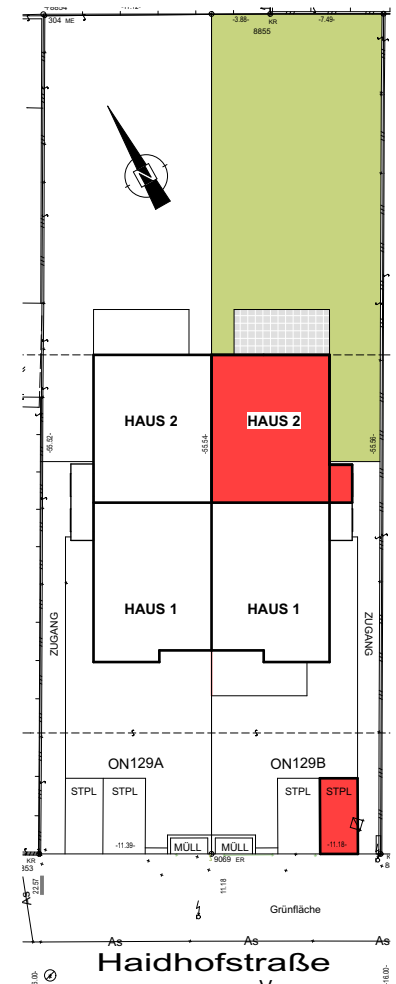 304 ME
-3.88- KR -7.49-
8855
N
HAUS 2 HAUS 2
-55.52- -55.54- -55.56-
HAUS 1 HAUS 1
ZUGANG ZUGANG
ON129A ON129B
STPL STPL STPL STPL
-11.39- MÜLL MÜLL -11.18-
KR 9069 ER
353
22.57 11.18
As
Grünfläche
As As As
Haidhofstraße
-16.00-